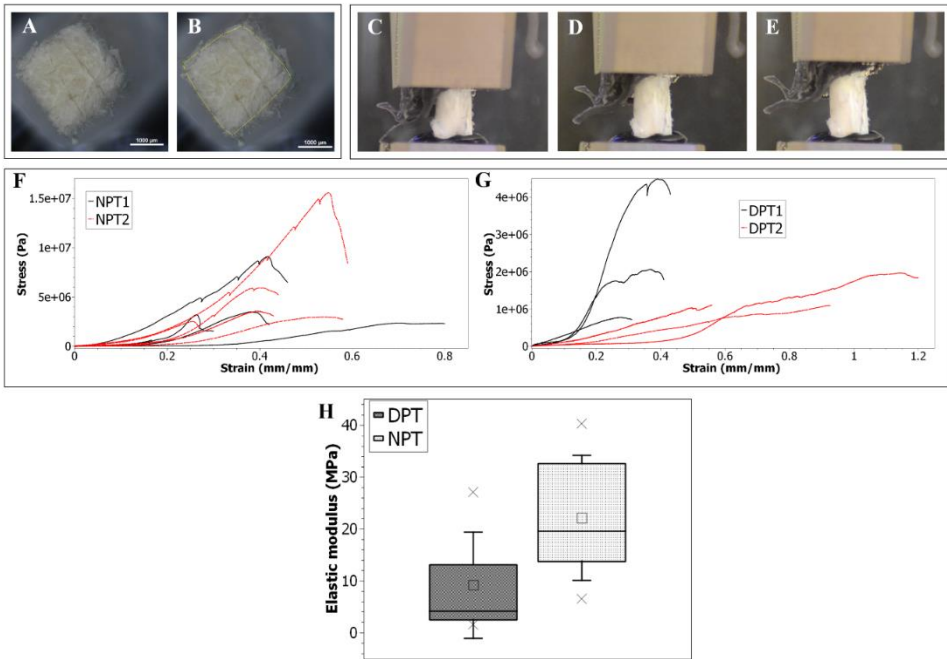 A
1000 µm
B
1000 µm
C
D
E
F
NPT1
NPT2
Stress (Pa)
1.5e+07
1e+07
5e+06
0
0
0.2
0.4
0.6
0.8
Strain (mm/mm)
G
DPT1
DPT2
Stress (Pa)
4e+06
3e+06
2e+06
1e+06
0
0
0.2
0.4
0.6
0.8
1
1.2
Strain (mm/mm)
H
DPT
NPT
Elastic modulus (MPa)
40
30
20
10
0